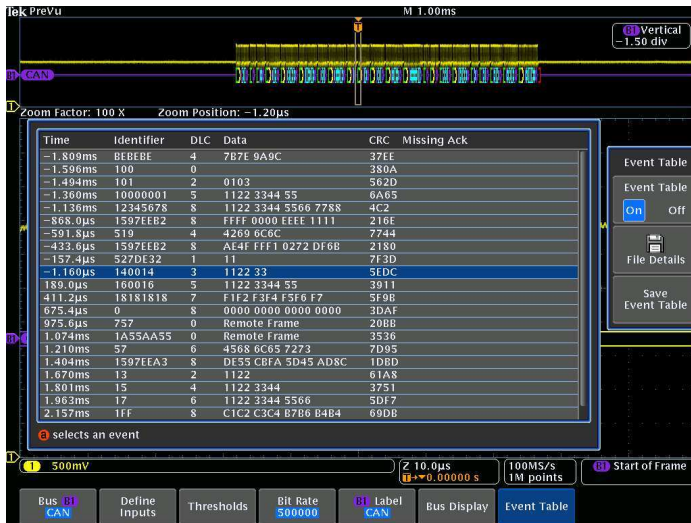 Tek PreVu M 1.00ms
B1 Vertical
−1.50 div
B1 CAN
Zoom Factor: 100 X Zoom Position: −1.20µs
Time Identifier DLC Data CRC Missing Ack
−1.809ms BEBEBE 4 7B7E 9A9C 37EE
−1.596ms 100 0 380A
−1.494ms 101 2 0103 562D
−1.360ms 10000001 5 1122 3344 55 6A65
−1.136ms 12345678 8 1122 3344 5566 7788 4C2
−868.0µs 1597EEB2 8 FFFF 0000 EEEE 1111 216E
−591.8µs 519 4 4269 6C6C 7744
−433.6µs 1597EEB2 8 AE4F FFF1 0272 DF6B 2180
−157.4µs 527DE32 1 11 7F3D
−1.160µs 140014 3 1122 33 5EDC
189.0µs 160016 5 1122 3344 55 3911
411.2µs 18181818 7 F1F2 F3F4 F5F6 F7 5F9B
675.4µs 0 8 0000 0000 0000 0000 3DAF
975.6µs 757 0 Remote Frame 20BB
1.074ms 1A55AA55 0 Remote Frame 3536
1.210ms 57 6 4568 6C65 7273 7D95
1.404ms 1597EEA3 8 DE55 CBFA 5D45 AD8C 1DBD
1.670ms 13 2 1122 61A8
1.801ms 15 4 1122 3344 3751
1.963ms 17 6 1122 3344 5566 5DF7
2.157ms 1FF 8 C1C2 C3C4 B7B6 B4B4 69DB
a selects an event
Event Table
Event Table
On Off
File Details
Save
Event Table
1 500mV
Z 10.0µs
T→▼0.00000 s
100MS/s
1M points
B1 Start of Frame
Bus B1
CAN
Define
Inputs
Thresholds
Bit Rate
500000
B1 Label
CAN
Bus Display
Event Table